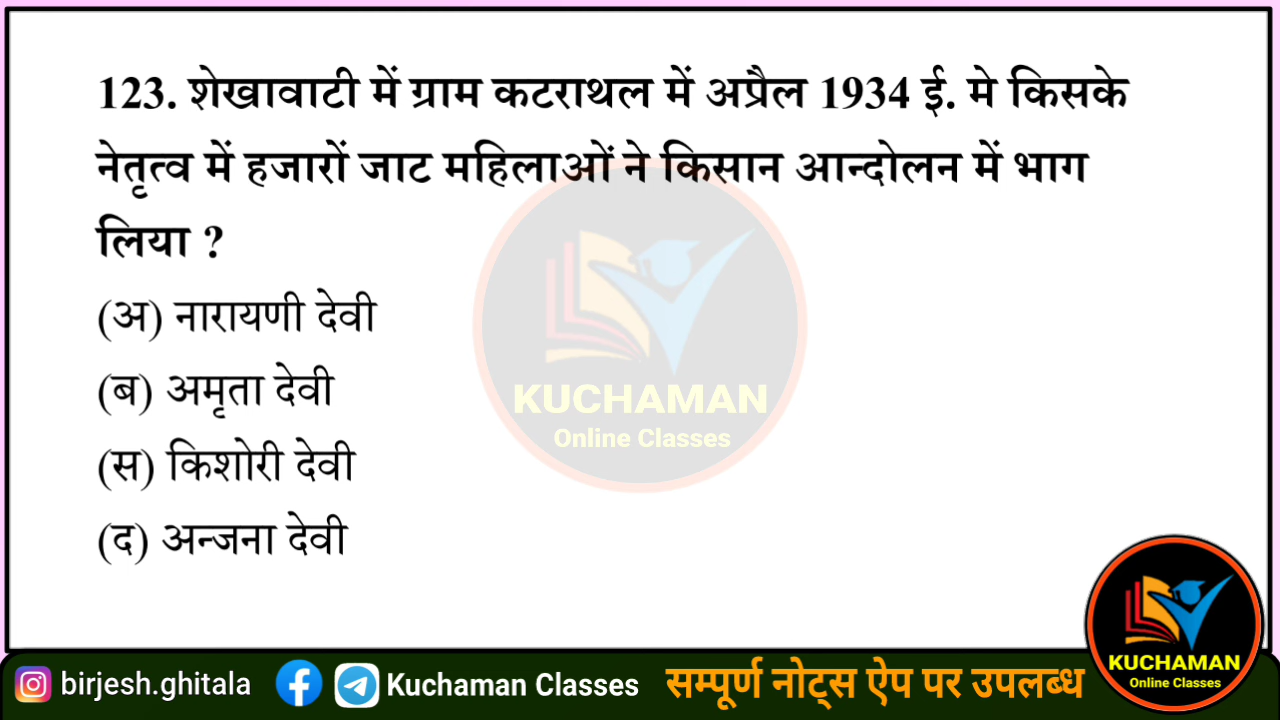 123. शेखावाटी में ग्राम कटराथल में अप्रैल 1934 ई. मे किसके
नेतृत्व में हजारों जाट महिलाओं ने किसान आन्दोलन में भाग
लिया ?
(अ) नारायणी देवी
(ब) अमृता देवी
(स) किशोरी देवी
(द) अन्जना देवी
KUCHAMAN
Online Classes
KUCHAMAN
Online Classes
birjesh.ghitala
Kuchaman Classes
सम्पूर्ण नोट्स ऐप पर उपलब्ध